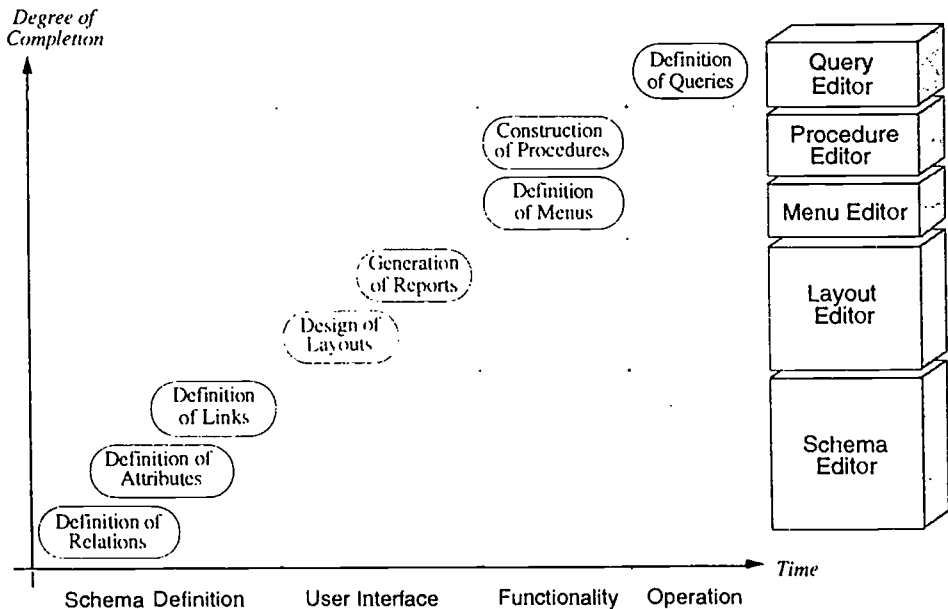 Degree of
Completion
Definition
of Queries
Query
Editor
Construction
of Procedures
Procedure
Editor
Definition
of Menus
Menu Editor
Generation
of Reports
Layout
Editor
Design of
Layouts
Definition
of Links
Schema
Editor
Definition of
Attributes
Definition of
Relations
Time
Schema Definition
User Interface
Functionality
Operation